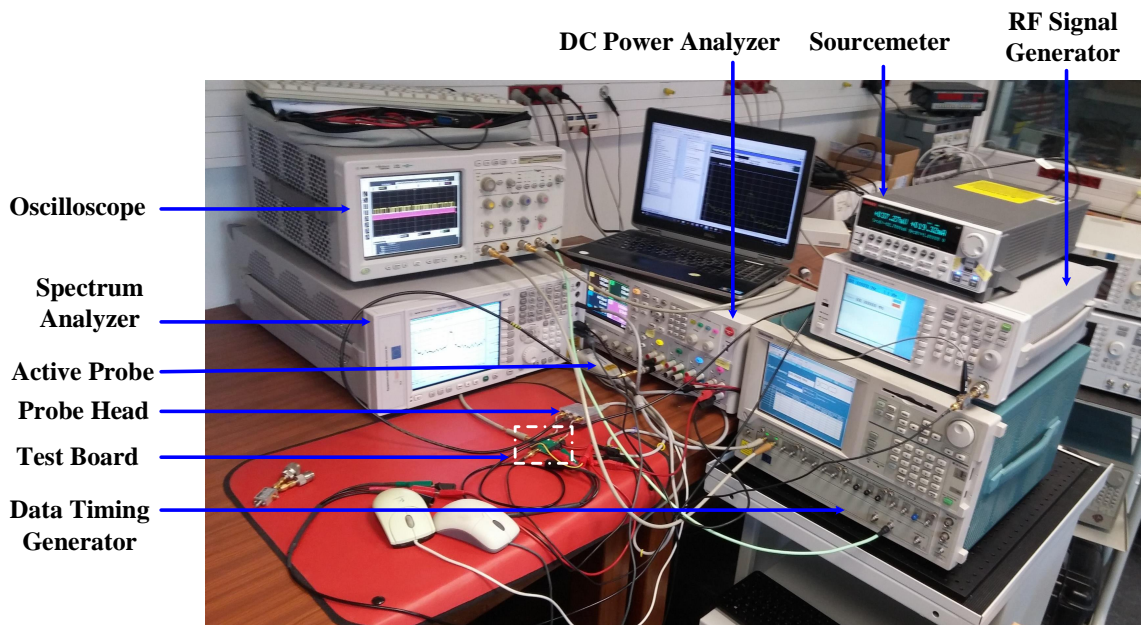 DC Power Analyzer
Sourcemeter
RF Signal
Generator
Oscilloscope
Spectrum
Analyzer
Active Probe
Probe Head
Test Board
Data Timing
Generator